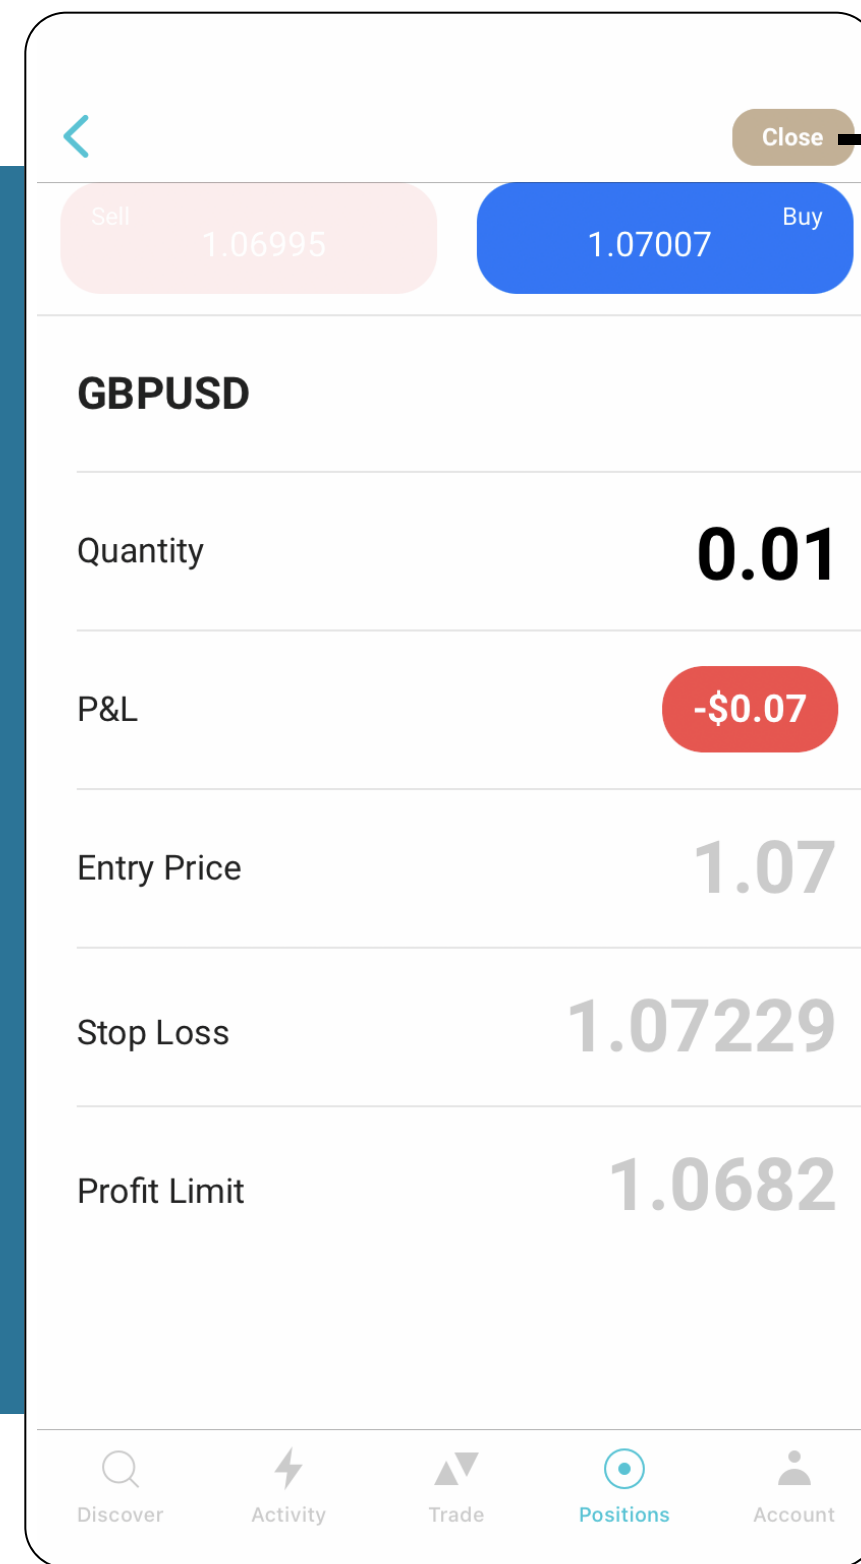 Close
Sell
1.06995
Buy
1.07007
GBPUSD
Quantity 0.01
P&L -$0.07
Entry Price 1.07
Stop Loss 1.07229
Profit Limit 1.0682
Discover Activity Trade Positions Account